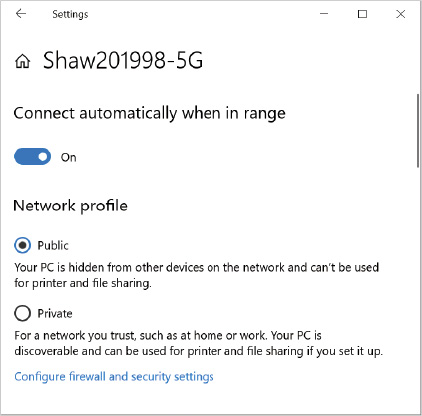 Settings
Shaw201998-5G
Connect automatically when in range
On
Network profile
Public
Your PC is hidden from other devices on the network and can't be used
for printer and file sharing.
Private
For a network you trust, such as at home or work. Your PC is
discoverable and can be used for printer and file sharing if you set it up.
Configure firewall and security settings